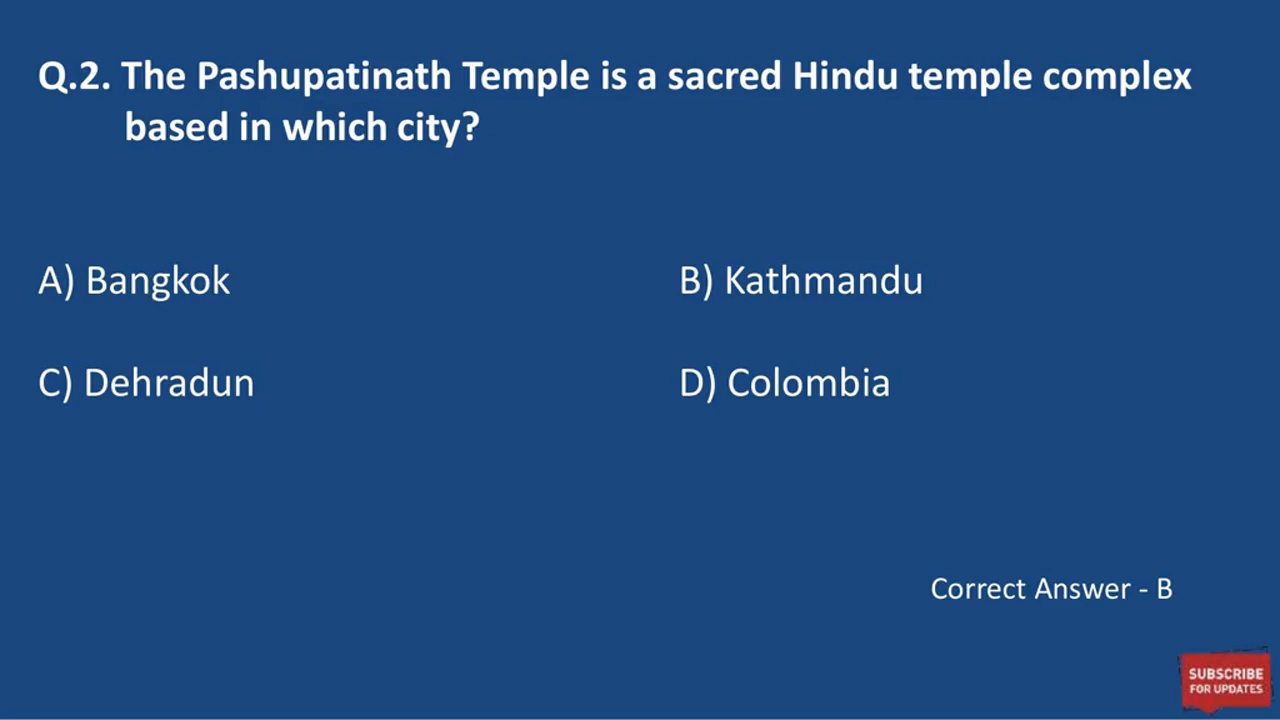 Q.2. The Pashupatinath Temple is a sacred Hindu temple complex
based in which city?
A) Bangkok
B) Kathmandu
C) Dehradun
D) Colombia
Correct Answer - B
SUBSCRIBE
FOR UPDATES